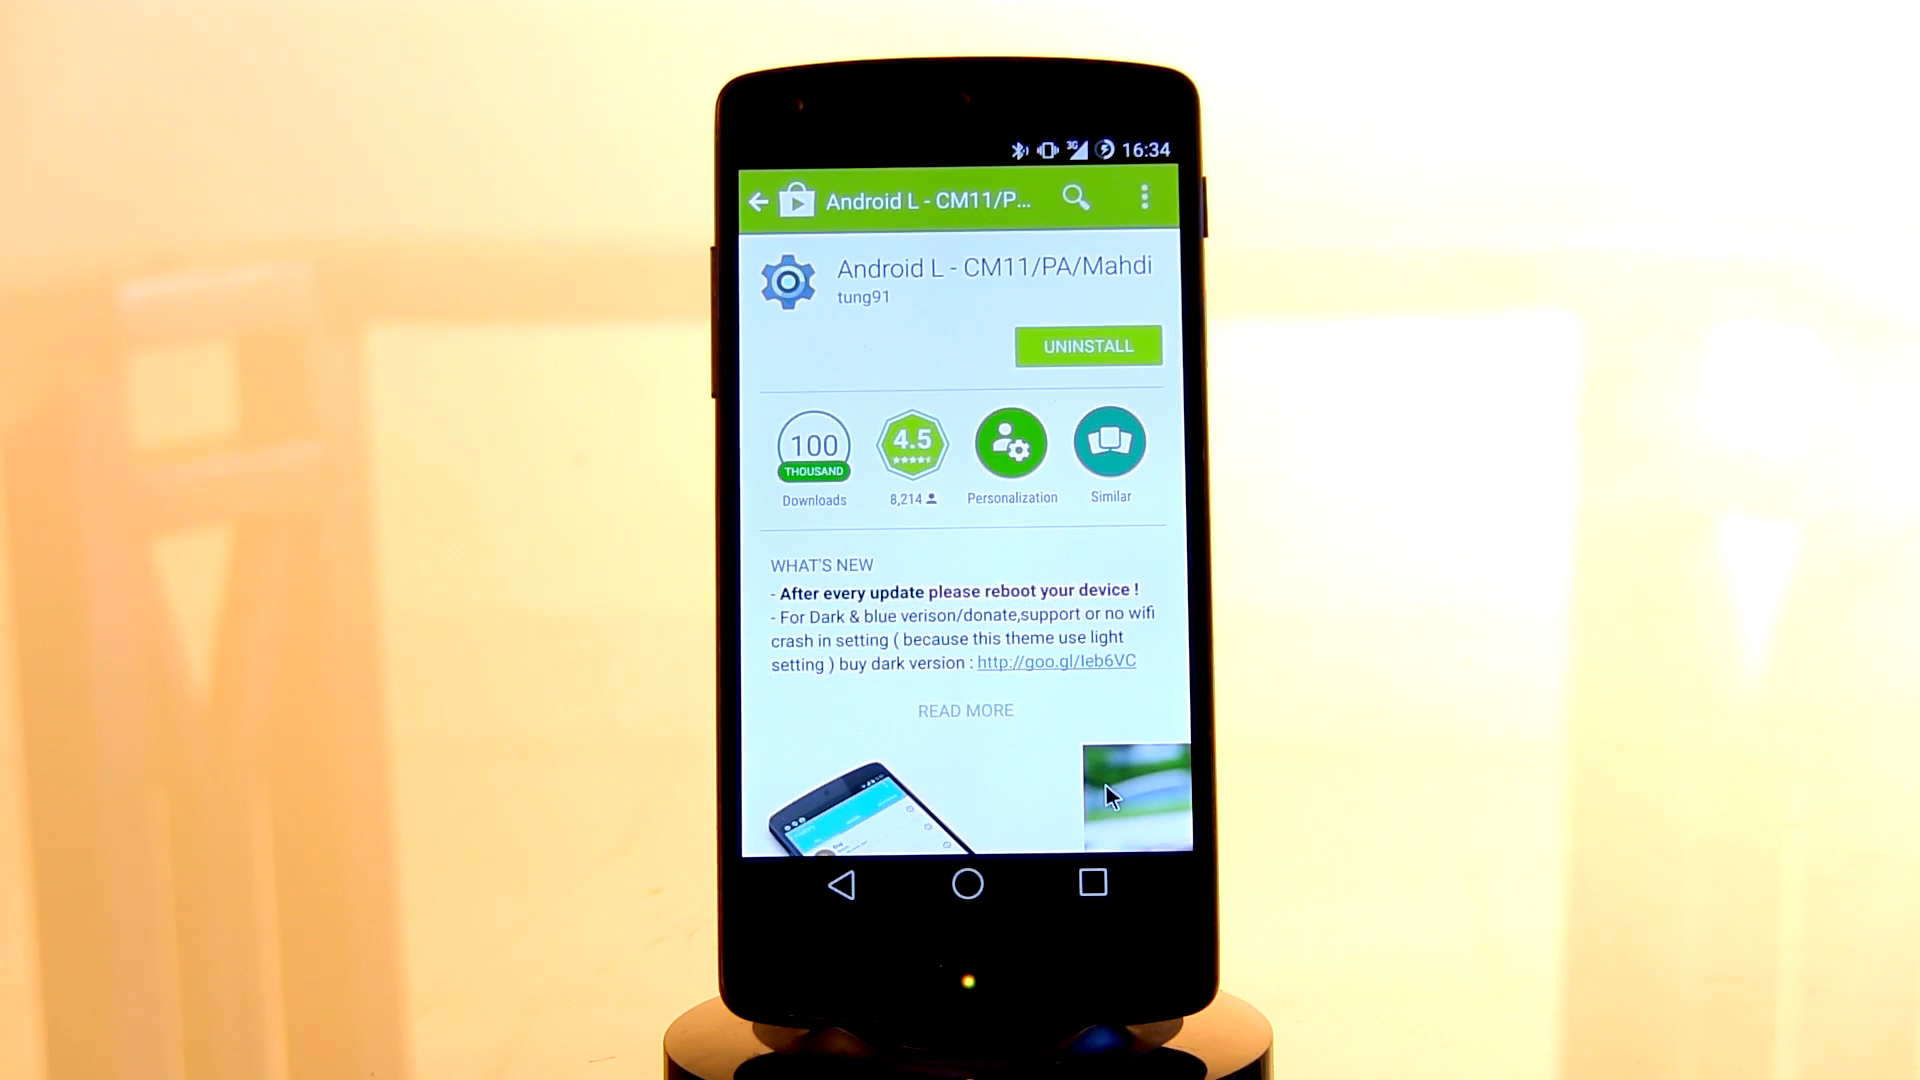 3G 16:34
Android L - CM11/P...
Android L - CM11/PA/Mahdi
tung91
UNINSTALL
100
THOUSAND
4.5
Downloads
8,214
Personalization
Similar
WHAT'S NEW
- After every update please reboot your device !
- For Dark & blue verison/donate,support or no wifi
crash in setting ( because this theme use light
setting ) buy dark version : http://goo.gl/Ieb6VC
READ MORE